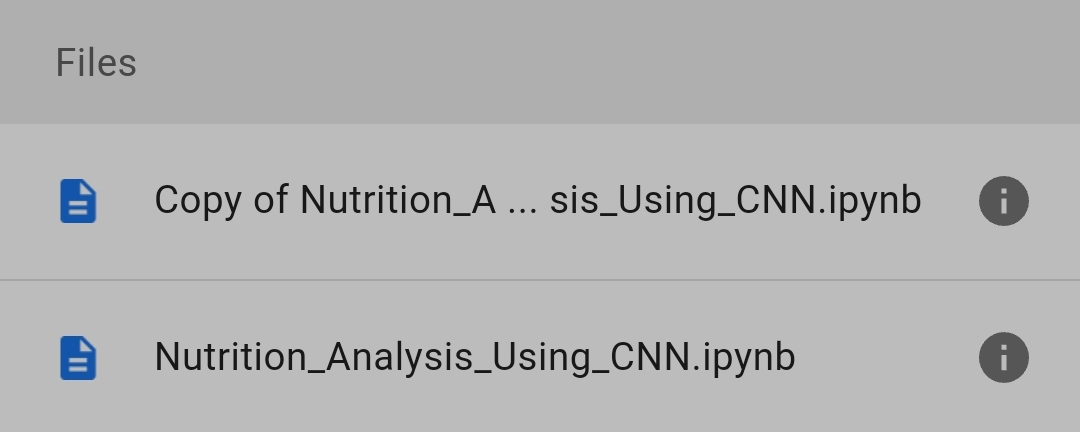 Files
Copy of Nutrition_A ... sis_Using_CNN.ipynb
Nutrition_Analysis_Using_CNN.ipynb